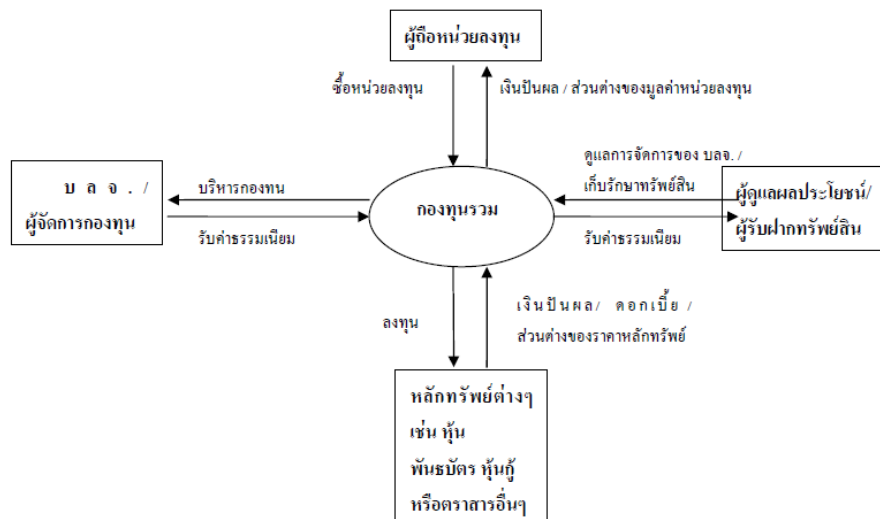 ผู้ถือหน่วยลงทุน
ซื้อหน่วยลงทุน
เงินปันผล / ส่วนต่างของมูลค่าหน่วยลงทุน
ดูแลการจัดการของ บลจ. /
เก็บรักษาทรัพย์สิน
บ ล จ . /
ผู้จัดการกองทุน
บริหารกองทน
รับค่าธรรมเนียม
กองทุนรวม
รับค่าธรรมเนียม
ผู้ดูแลผลประโยชน์/
ผู้รับฝากทรัพย์สิน
ลงทุน
เงินปันผล/ ดอกเบี้ย /
ส่วนต่างของราคาหลักทรัพย์
หลักทรัพย์ต่างๆ
เช่น หุ้น
พันธบัตร หุ้นกู้
หรือตราสารอื่นๆ